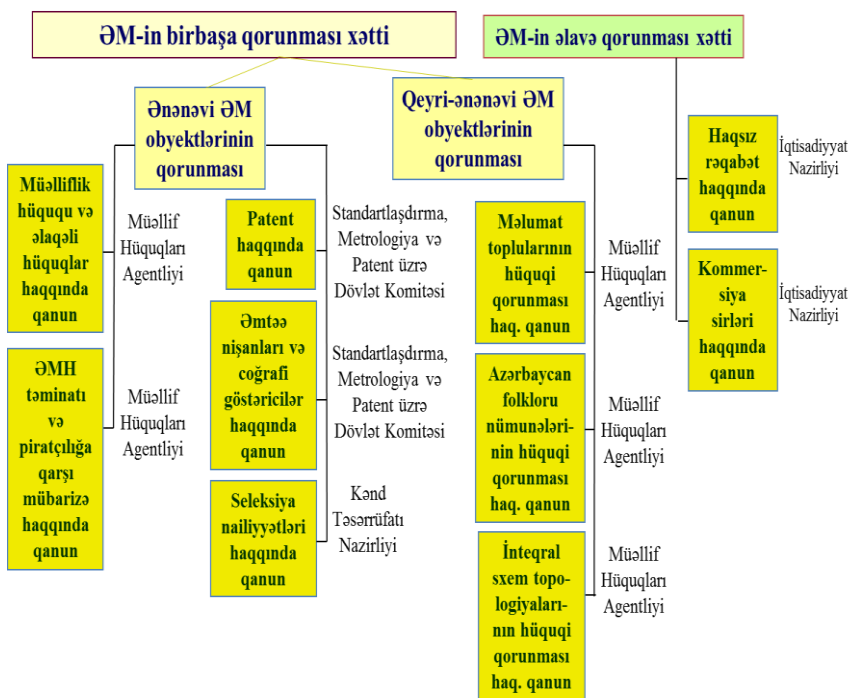 ƏM-in birbaşa qorunması xətti
ƏM-in əlavə qorunması xətti
Ənənəvi ƏM
obyektlərinin
qorunması
Qeyri-ənənəvi ƏM
obyektlərinin
qorunması
Müəlliflik
hüququ və
əlaqəli
hüquqlar
haqqında
qanun
Müəllif
Hüquqları
Agentliyi
ƏMH
təminatı
və
piratçılığa
qarşı
mübarizə
haqqında
qanun
Müəllif
Hüquqları
Agentliyi
Patent
haqqında
qanun
Standartlaşdırma,
Metrologiya və
Patent üzrə
Dövlət Komitəsi
Əmtəə
nişanları və
coğrafi
göstəricilər
haqqında
qanun
Standartlaşdırma,
Metrologiya və
Patent üzrə
Dövlət Komitəsi
Seleksiya
nailiyyətləri
haqqında
qanun
Kənd
Təsərrüfatı
Nazirliyi
Məlumat
toplularının
hüquqi
qorunması
haq. qanun
Müəllif
Hüquqları
Agentliyi
Azərbaycan
folkloru
nümunələri-
nin hüquqi
qorunması
haq. qanun
Müəllif
Hüquqları
Agentliyi
İnteqral
sxem topo-
logiyaları-
nın hüquqi
qorunması
haq. qanun
Müəllif
Hüquqları
Agentliyi
Haqsız
rəqabət
haqqında
qanun
İqtisadiyyat
Nazirliyi
Kommer-
siya
sirləri
haqqında
qanun
İqtisadiyyat
Nazirliyi